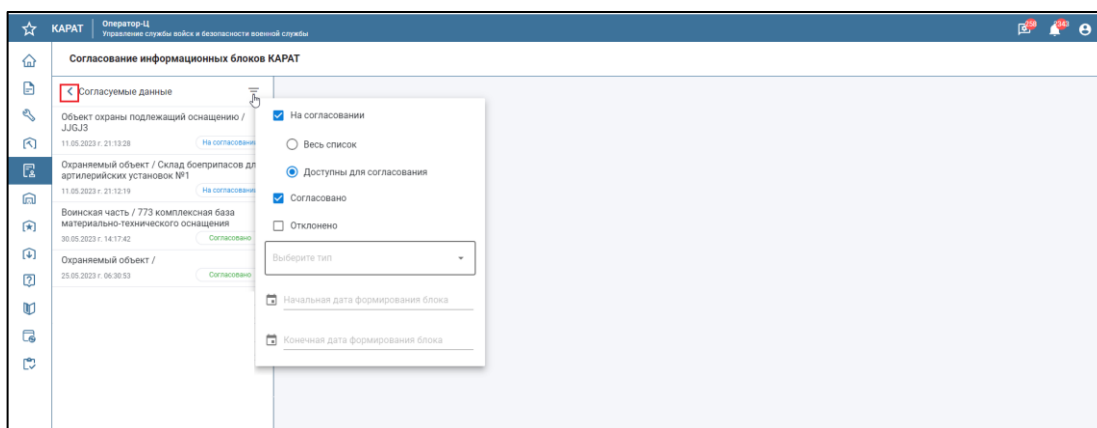 КАРАТ
Оператор-Ц
Управление службы войск и безопасности военной службы
258
2343
Согласование информационных блоков КАРАТ
Согласуемые данные
Объект охраны подлежащий оснащению /
JJGJ3
11.05.2023 г. 21:13:28
На согласовании
Охраняемый объект / Склад боеприпасов дл
артилерийских установок №1
11.05.2023 г. 21:12:19
На согласовании
Воинская часть / 773 комплексная база
материально-технического оснащения
30.05.2023 г. 14:17:42
Согласовано
Охраняемый объект /
25.05.2023 г. 06:30:53
Согласовано
На согласовании
Весь список
Доступны для согласования
Согласовано
Отклонено
Выберите тип
Начальная дата формирования блока
Конечная дата формирования блока